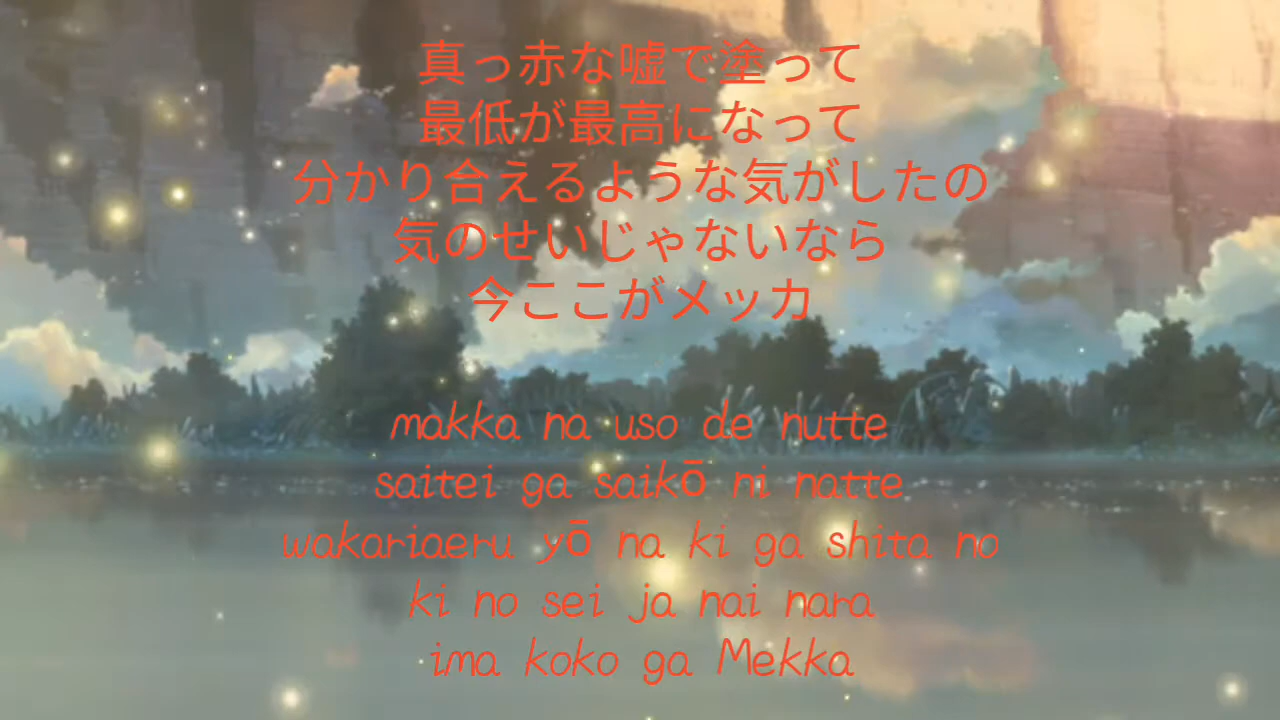 真っ赤な嘘で塗って
最低が最高になって
分かり合えるような気がしたの
気のせいじゃないなら
今ここがメッカ
makka na uso de nutte
saitei ga saikō ni natte
wakariaeru yō na ki ga shita no
ki no sei ja nai nara
ima koko ga Mekka